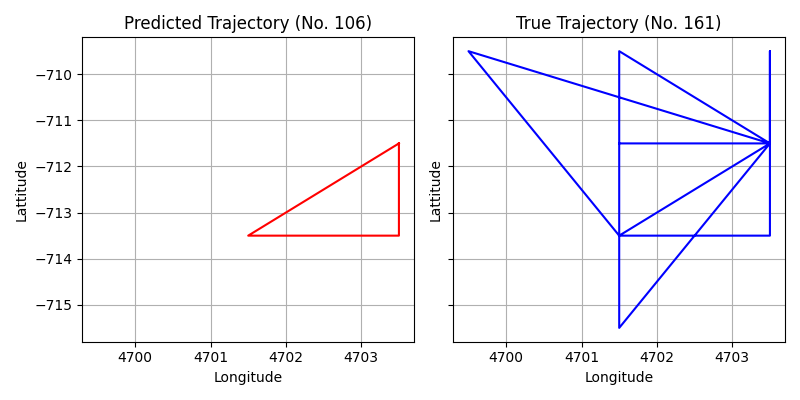 Predicted Trajectory (No. 106)
True Trajectory (No. 161)
Lattitude
−710
−711
−712
−713
−714
−715
4700
4701
4702
4703
Longitude
Lattitude
4700
4701
4702
4703
Longitude